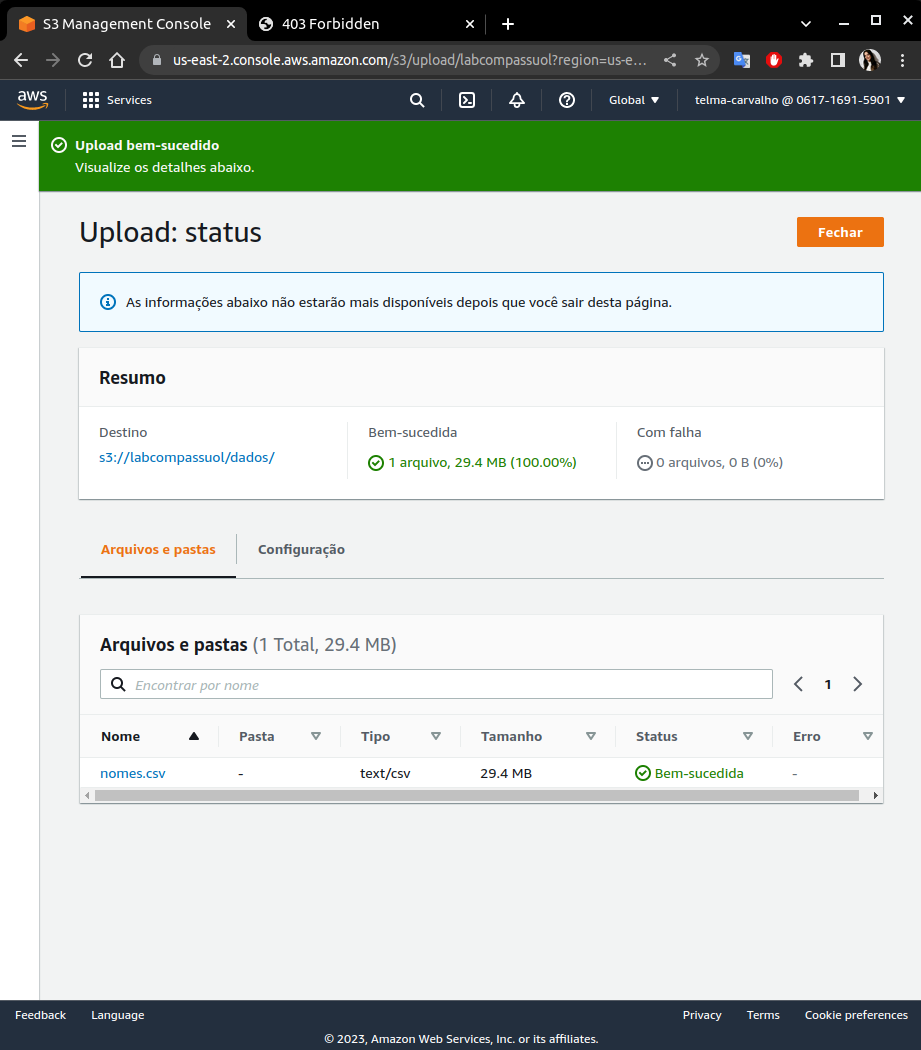 S3 Management Console
403 Forbidden
us-east-2.console.aws.amazon.com/s3/upload/labcompassuol?region=us-e...
aws
Services
Global
telma-carvalho @ 0617-1691-5901
Upload bem-sucedido
Visualize os detalhes abaixo.
Upload: status
Fechar
As informações abaixo não estarão mais disponíveis depois que você sair desta página.
Resumo
Destino
s3://labcompassuol/dados/
Bem-sucedida
1 arquivo, 29.4 MB (100.00%)
Com falha
0 arquivos, 0 B (0%)
Arquivos e pastas
Configuração
Arquivos e pastas (1 Total, 29.4 MB)
Encontrar por nome
1
Nome Pasta Tipo Tamanho Status Erro
nomes.csv - text/csv 29.4 MB Bem-sucedida -
Feedback Language Privacy Terms Cookie preferences
© 2023, Amazon Web Services, Inc. or its affiliates.